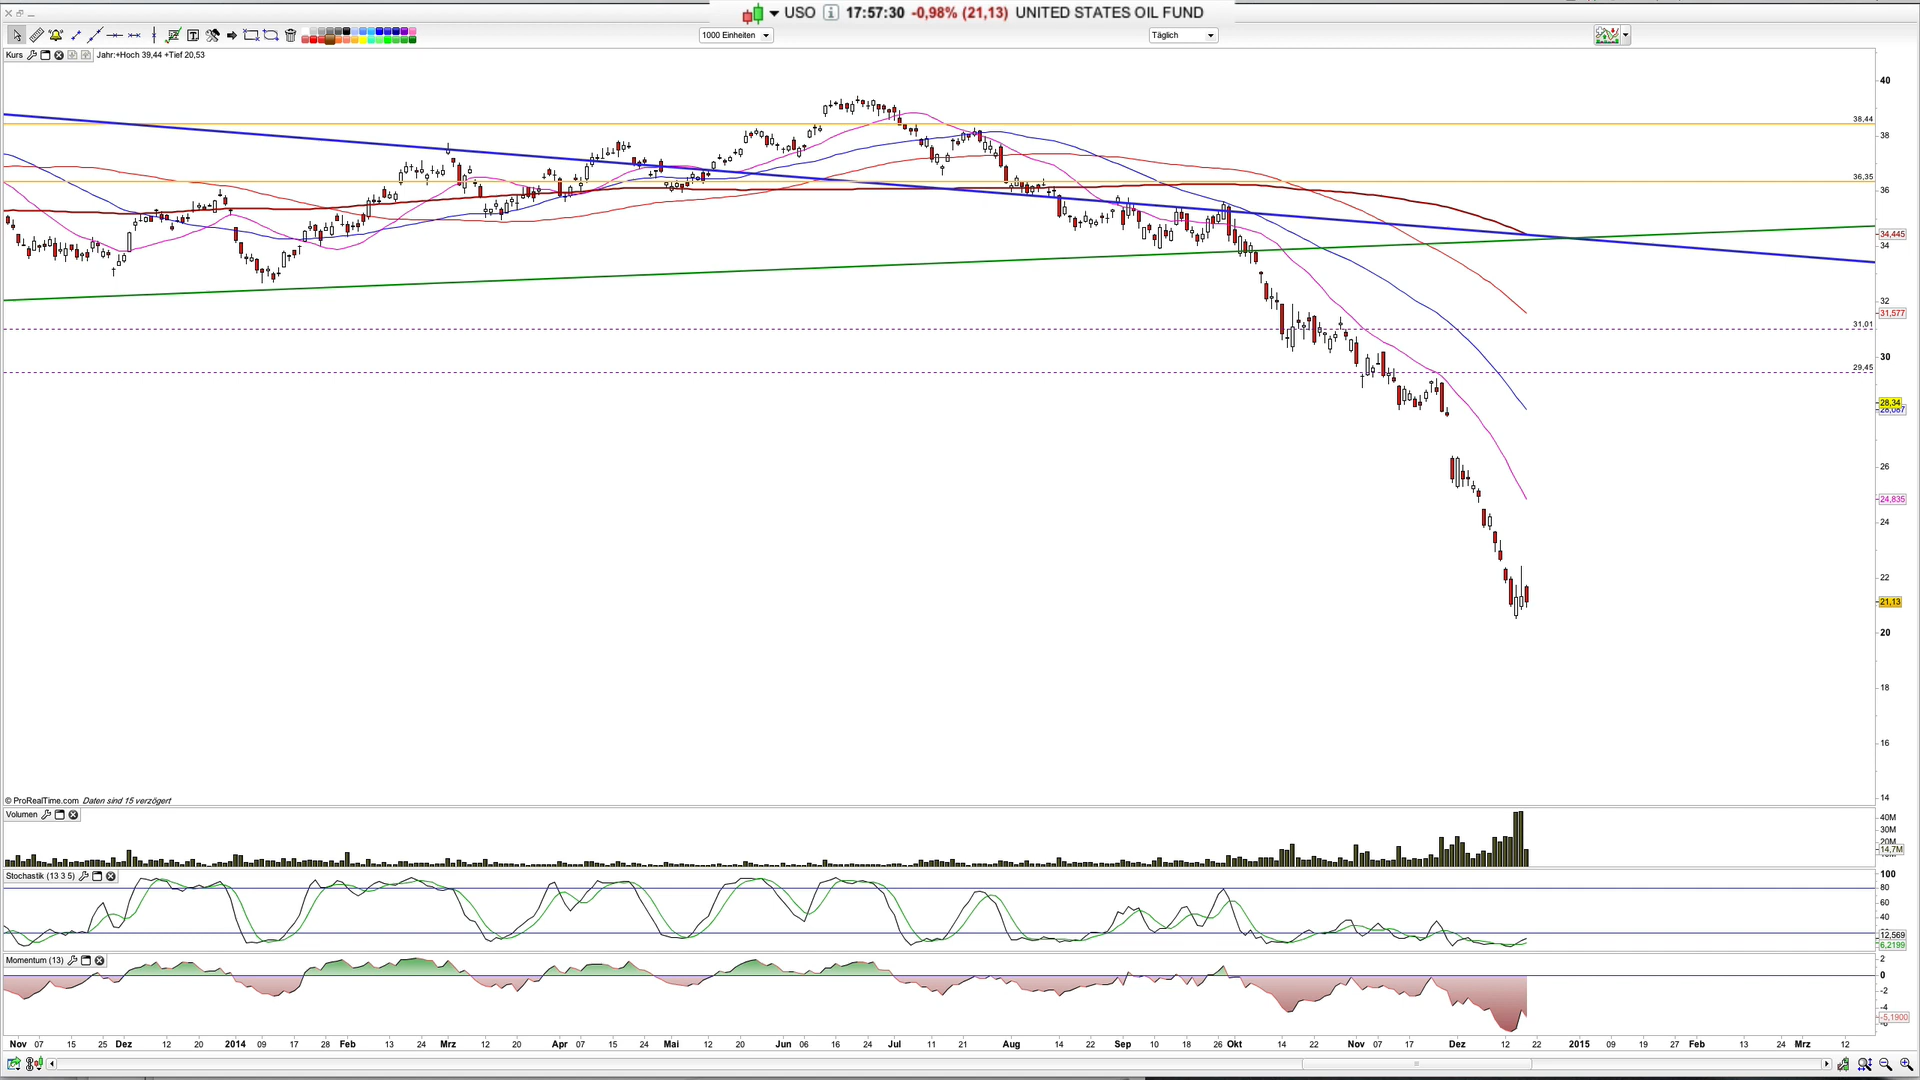 USO 17:57:30 -0,98% (21,13) UNITED STATES OIL FUND
1000 Einheiten
Täglich
Kurs
Jahr:+Hoch 39,44 +Tief 20,53
40
38,44
38
36,35
36
34,445
34
32
31,577
31,01
30
29,45
28,34
28,087
26
24,835
24
22
21,13
20
18
16
14
© ProRealTime.com Daten sind 15 verzögert
Volumen
40M
30M
20M
14,7M
Stochastik (13 3 5)
100
80
60
40
12,569
6,2199
Momentum (13)
2
0
-2
-4
-5,1900
Nov 07 15 25 Dez 12 20 2014 09 17 28 Feb 13 24 Mrz 12 20 Apr 07 15 24 Mai 12 20 Jun 06 16 24 Jul 11 21 Aug 14 22 Sep 10 18 26 Okt 14 22 Nov 07 17 Dez 12 22 2015 09 19 27 Feb 13 24 Mrz 12